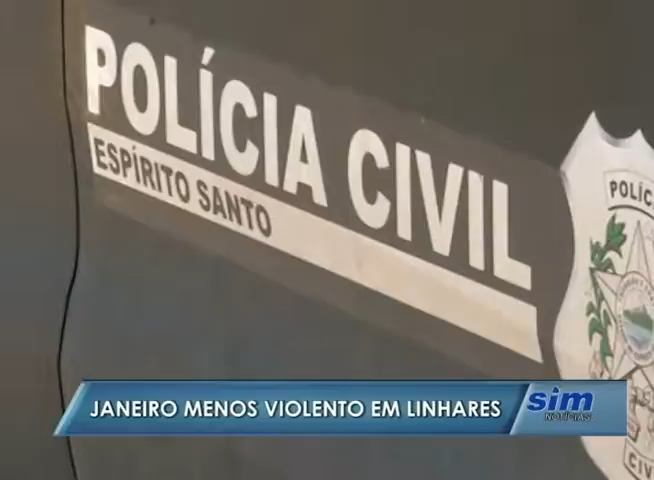 POLÍCIA CIVIL
ESPÍRITO SANTO
POLÍC
CIV
JANEIRO MENOS VIOLENTO EM LINHARES
sim
NOTÍCIAS